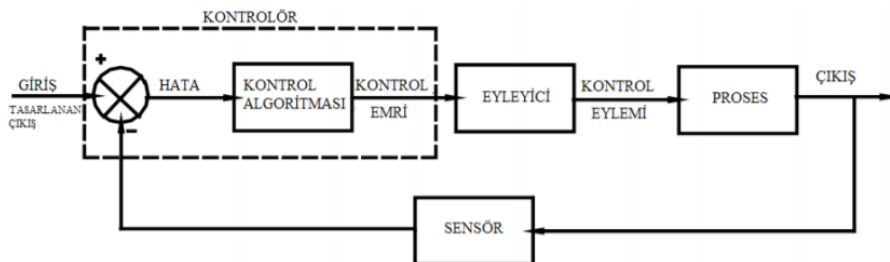 KONTROLÖR
+
GİRİŞ
TASARLANAN
ÇIKIŞ
HATA
KONTROL
ALGORİTMASI
KONTROL
EMRİ
EYLEYİCİ
KONTROL
EYLEMİ
PROSES
ÇIKIŞ
-
SENSÖR